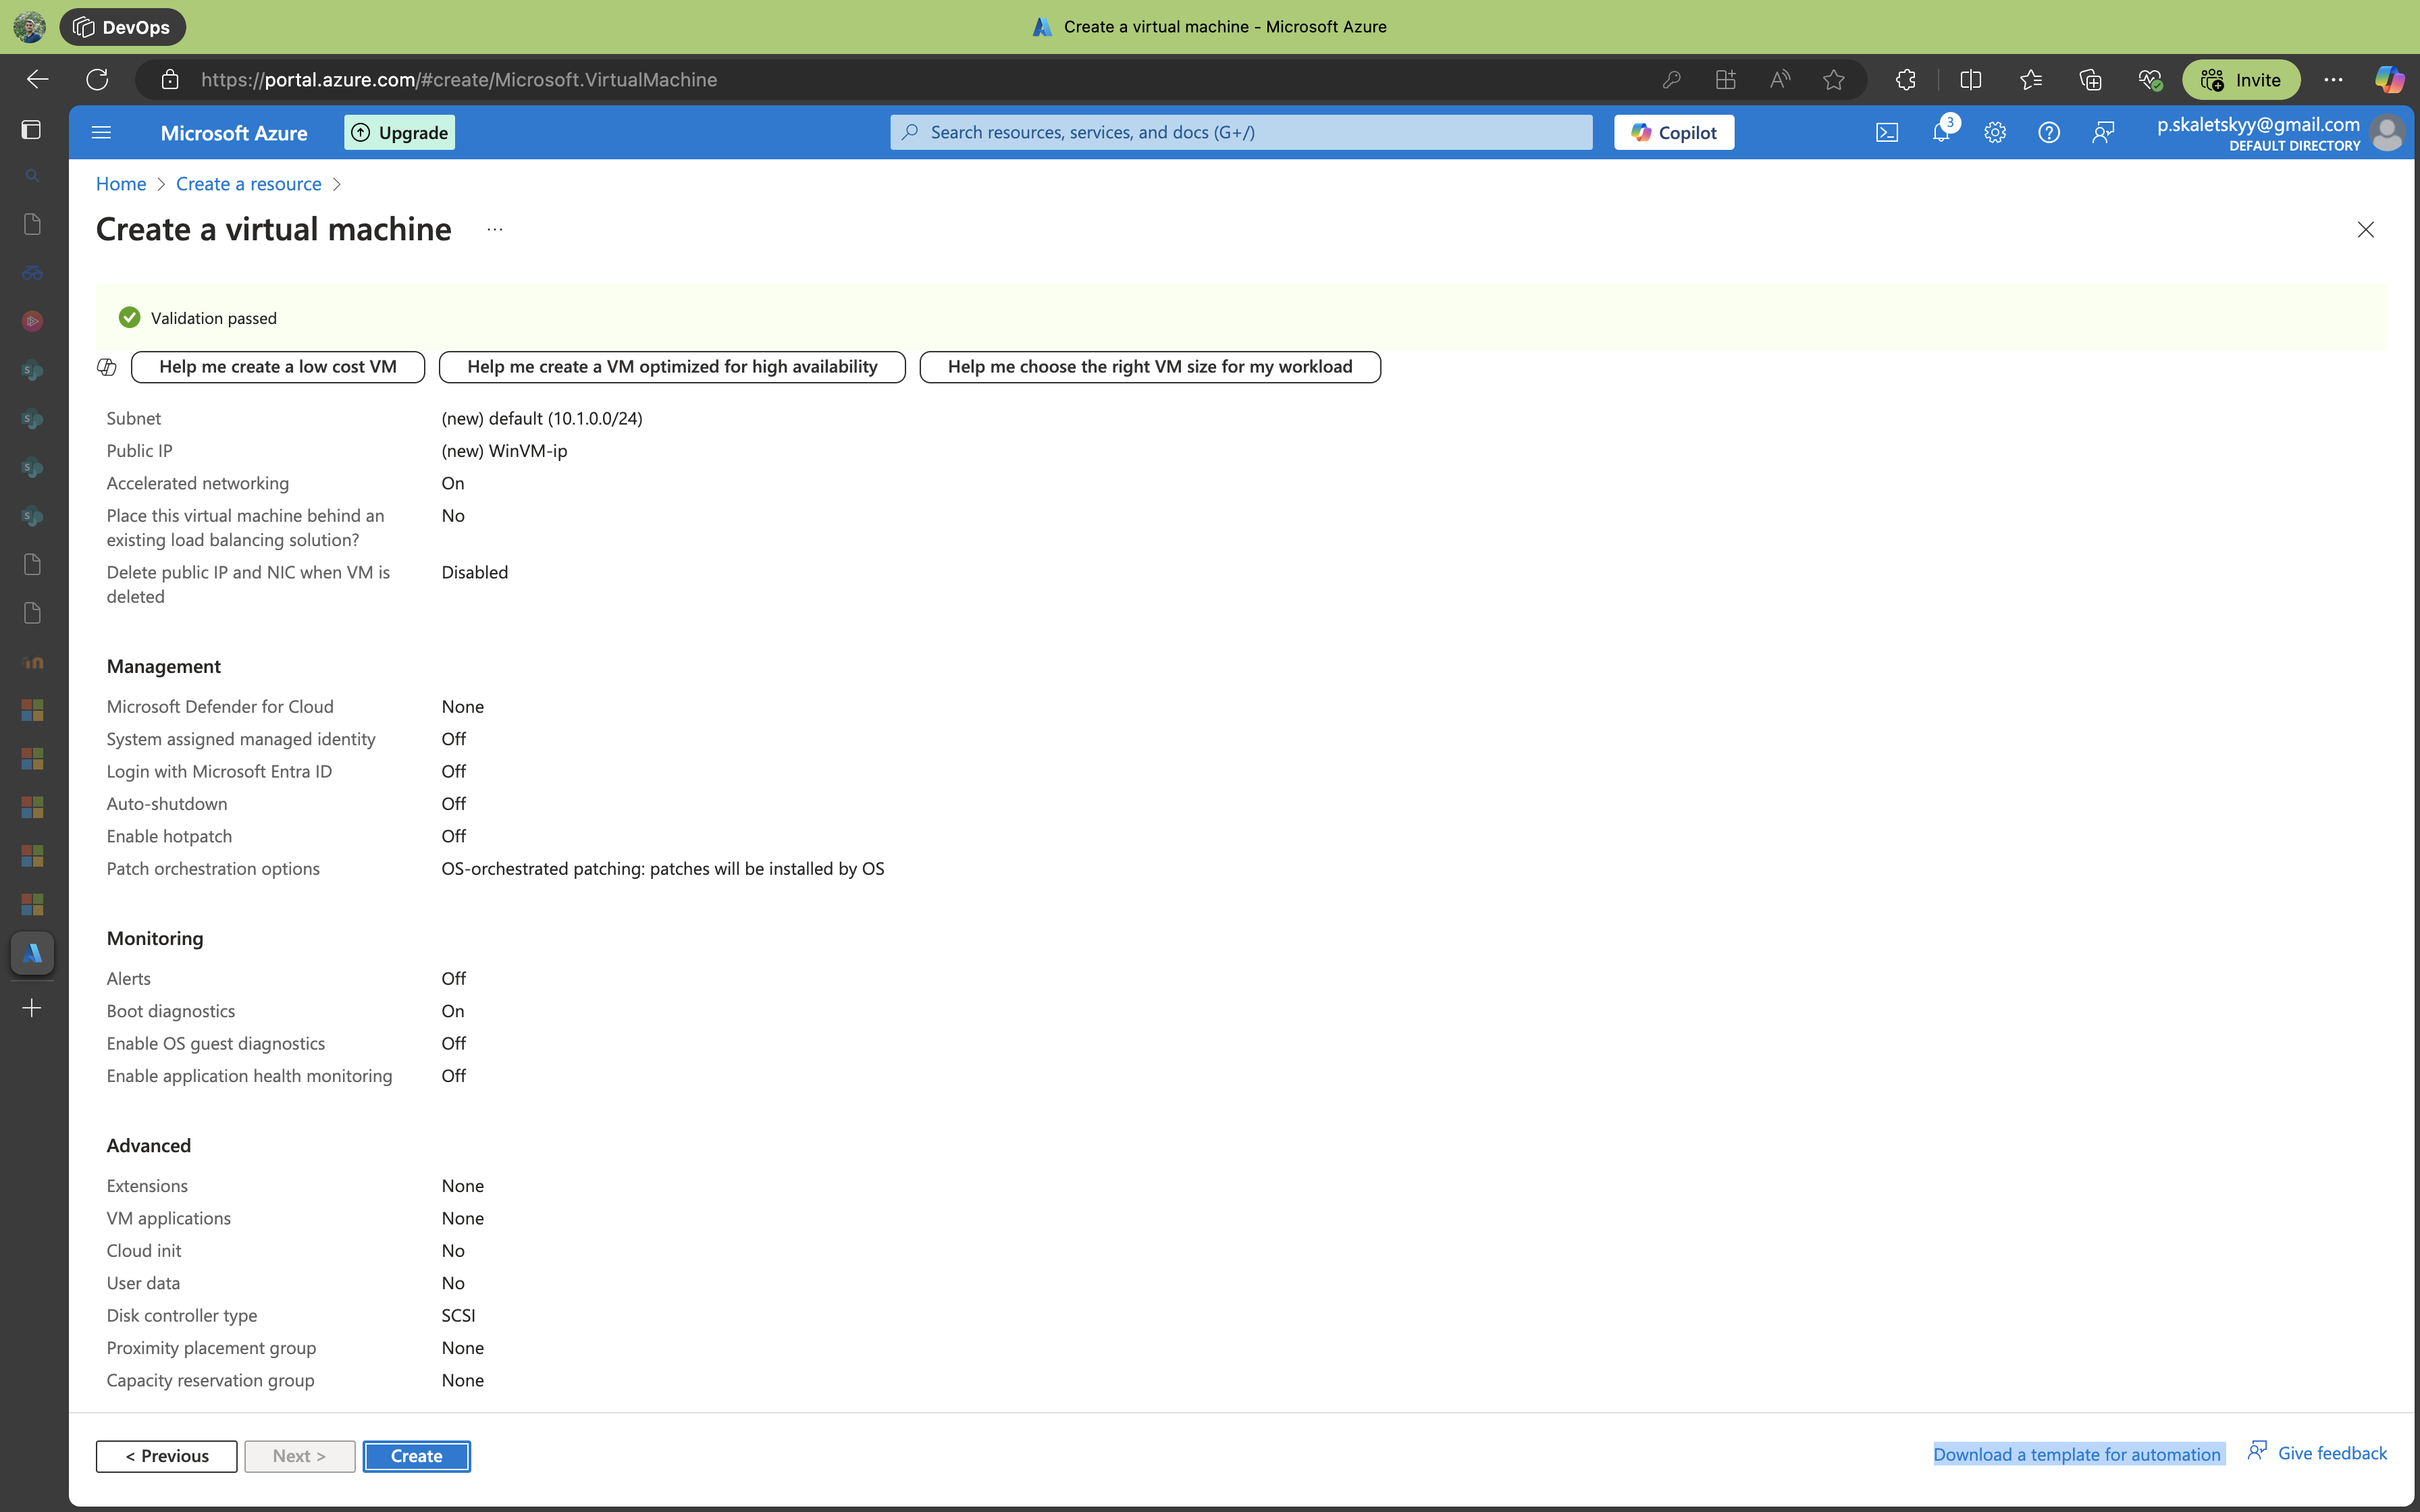 DevOps
Create a virtual machine - Microsoft Azure
https://portal.azure.com/#create/Microsoft.VirtualMachine
Invite
Microsoft Azure
Upgrade
Search resources, services, and docs (G+/)
Copilot
3
p.skaletskyy@gmail.com
DEFAULT DIRECTORY
Home > Create a resource >
Create a virtual machine ...
Validation passed
Help me create a low cost VM
Help me create a VM optimized for high availability
Help me choose the right VM size for my workload
Subnet (new) default (10.1.0.0/24)
Public IP (new) WinVM-ip
Accelerated networking On
Place this virtual machine behind an No
existing load balancing solution?
Delete public IP and NIC when VM is Disabled
deleted
Management
Microsoft Defender for Cloud None
System assigned managed identity Off
Login with Microsoft Entra ID Off
Auto-shutdown Off
Enable hotpatch Off
Patch orchestration options OS-orchestrated patching: patches will be installed by OS
Monitoring
Alerts Off
Boot diagnostics On
Enable OS guest diagnostics Off
Enable application health monitoring Off
Advanced
Extensions None
VM applications None
Cloud init No
User data No
Disk controller type SCSI
Proximity placement group None
Capacity reservation group None
< Previous
Next >
Create
Download a template for automation
Give feedback